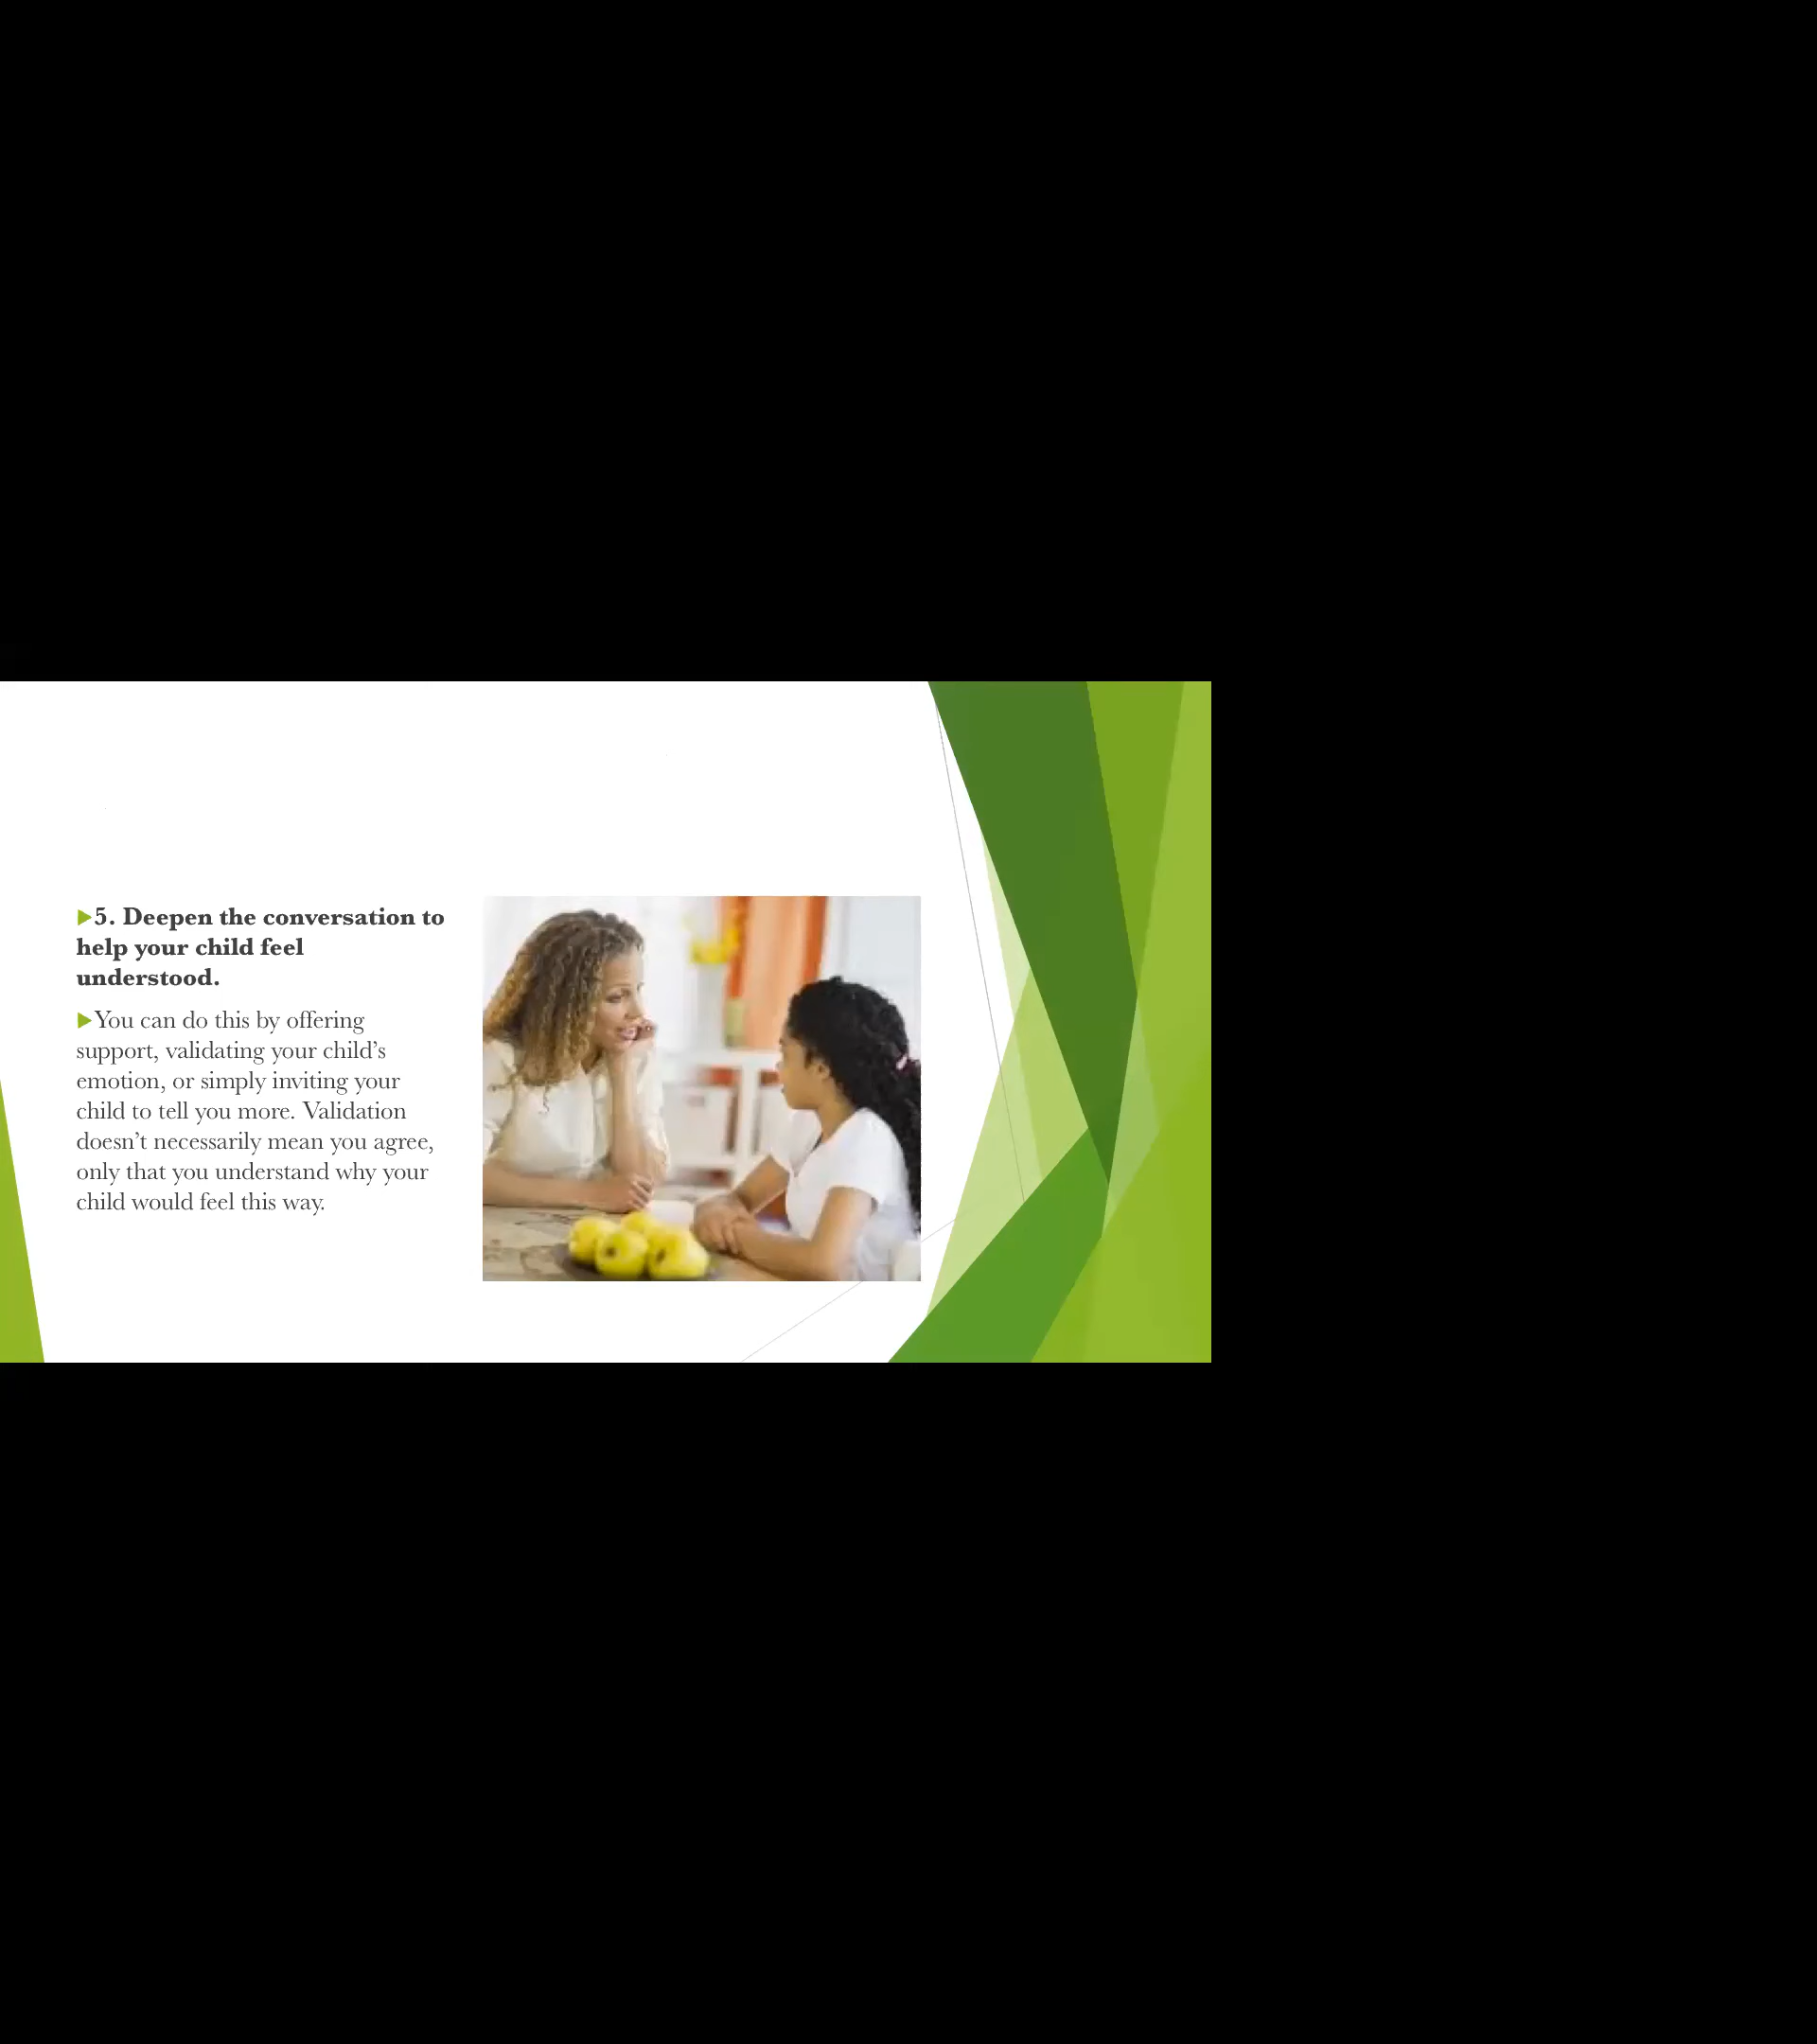 5. Deepen the conversation to
help your child feel
understood.
You can do this by offering
support, validating your child’s
emotion, or simply inviting your
child to tell you more. Validation
doesn’t necessarily mean you agree,
only that you understand why your
child would feel this way.